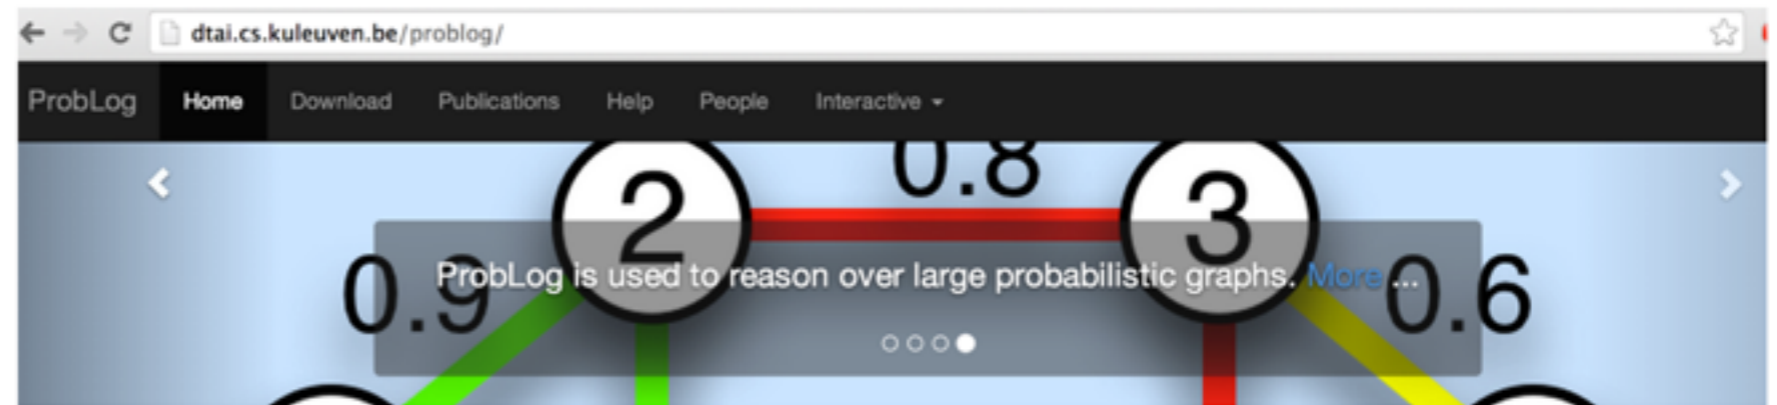 dtai.cs.kuleuven.be/problog/
ProbLog Home Download Publications Help People Interactive
0.8
2 3
0.9 ProbLog is used to reason over large probabilistic graphs. More ... 0.6